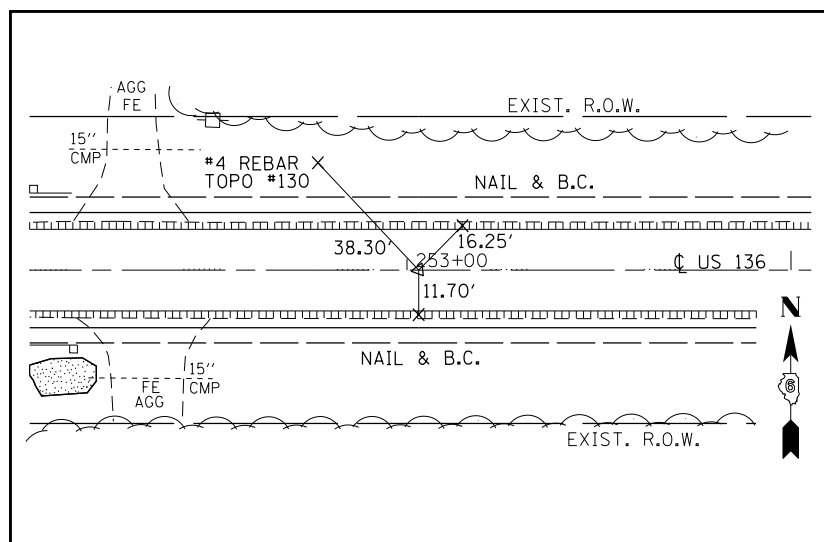 AGG
FE
EXIST. R.O.W.
15''
CMP
#4 REBAR
TOPO #130
NAIL & B.C.
38.30'
16.25'
253+00
℄ US 136
11.70'
N
NAIL & B.C.
15''
CMP
FE
AGG
6
EXIST. R.O.W.